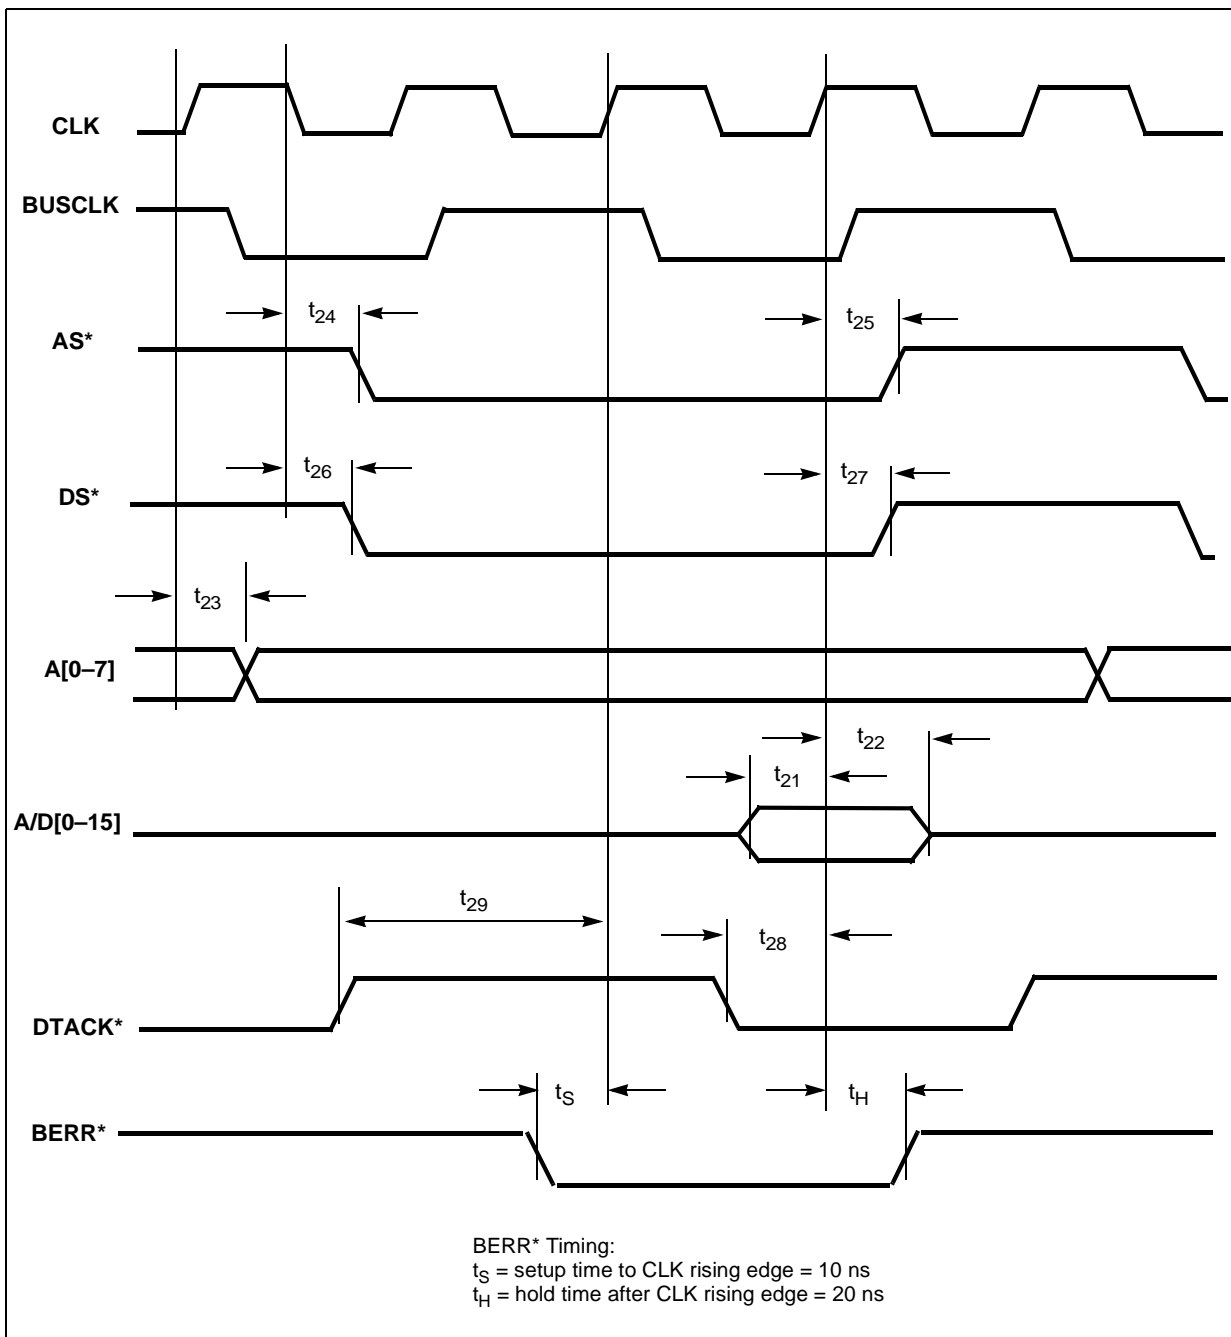 CLK
BUSCLK
t24
t25
AS*
t26
t27
DS*
t23
A[0–7]
t22
t21
A/D[0–15]
t29
t28
DTACK*
tS
tH
BERR*
BERR* Timing:
tS = setup time to CLK rising edge = 10 ns
tH = hold time after CLK rising edge = 20 ns